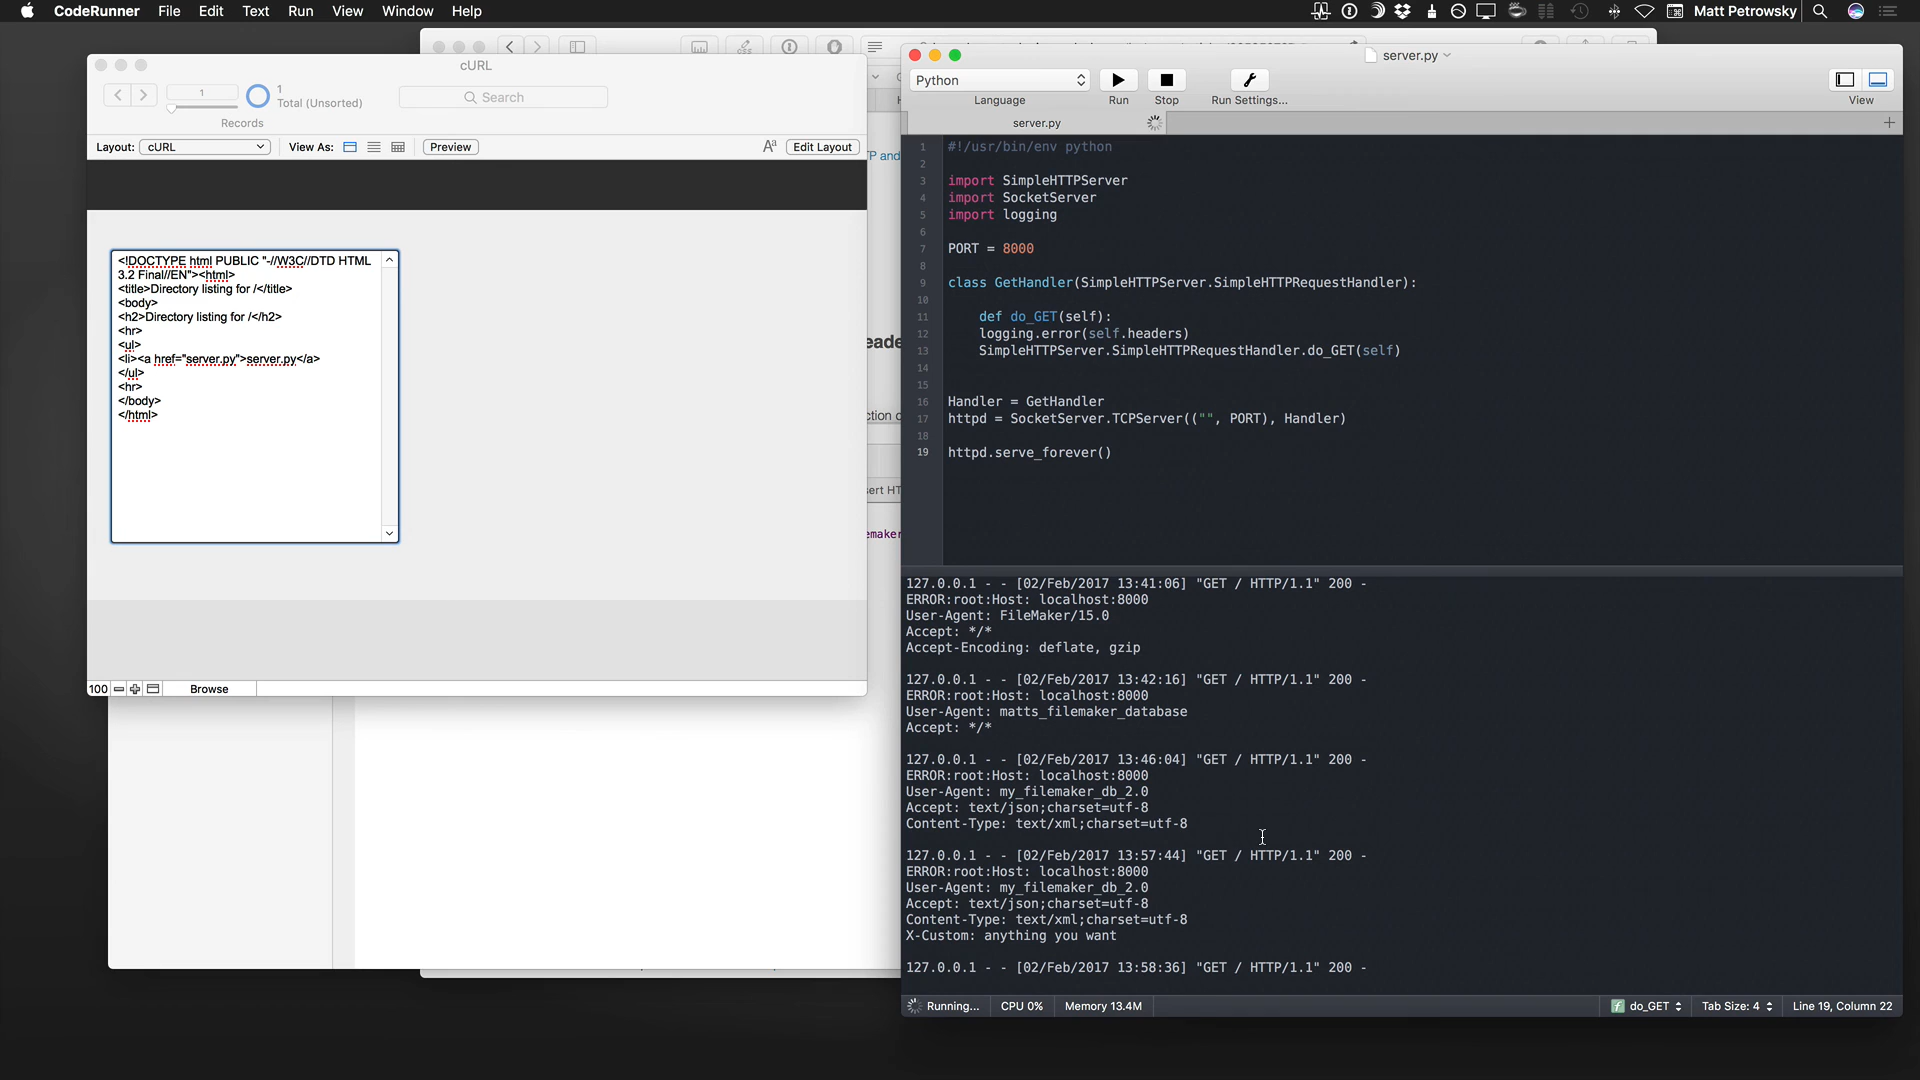 CodeRunner File Edit Text Run View Window Help
Matt Petrowsky
cURL
1
1
Total (Unsorted)
Records
Search
Layout: cURL
View As:
Preview
Aa
Edit Layout
<!DOCTYPE html PUBLIC "-//W3C//DTD HTML
3.2 Final//EN"><html>
<title>Directory listing for /</title>
<body>
<h2>Directory listing for /</h2>
<hr>
<ul>
<li><a href="server.py">server.py</a>
</ul>
<hr>
</body>
</html>
100
Browse
server.py
Python
Language
Run
Stop
Run Settings...
View
server.py
1 #!/usr/bin/env python
2
3 import SimpleHTTPServer
4 import SocketServer
5 import logging
6
7 PORT = 8000
8
9 class GetHandler(SimpleHTTPServer.SimpleHTTPRequestHandler):
10
11 def do_GET(self):
12 logging.error(self.headers)
13 SimpleHTTPServer.SimpleHTTPRequestHandler.do_GET(self)
14
15
16 Handler = GetHandler
17 httpd = SocketServer.TCPServer(("", PORT), Handler)
18
19 httpd.serve_forever()
127.0.0.1 - - [02/Feb/2017 13:41:06] "GET / HTTP/1.1" 200 -
ERROR:root:Host: localhost:8000
User-Agent: FileMaker/15.0
Accept: */*
Accept-Encoding: deflate, gzip
127.0.0.1 - - [02/Feb/2017 13:42:16] "GET / HTTP/1.1" 200 -
ERROR:root:Host: localhost:8000
User-Agent: matts_filemaker_database
Accept: */*
127.0.0.1 - - [02/Feb/2017 13:46:04] "GET / HTTP/1.1" 200 -
ERROR:root:Host: localhost:8000
User-Agent: my_filemaker_db_2.0
Accept: text/json;charset=utf-8
Content-Type: text/xml;charset=utf-8
127.0.0.1 - - [02/Feb/2017 13:57:44] "GET / HTTP/1.1" 200 -
ERROR:root:Host: localhost:8000
User-Agent: my_filemaker_db_2.0
Accept: text/json;charset=utf-8
Content-Type: text/xml;charset=utf-8
X-Custom: anything you want
127.0.0.1 - - [02/Feb/2017 13:58:36] "GET / HTTP/1.1" 200 -
Running...
CPU 0%
Memory 13.4M
do_GET
Tab Size: 4
Line 19, Column 22